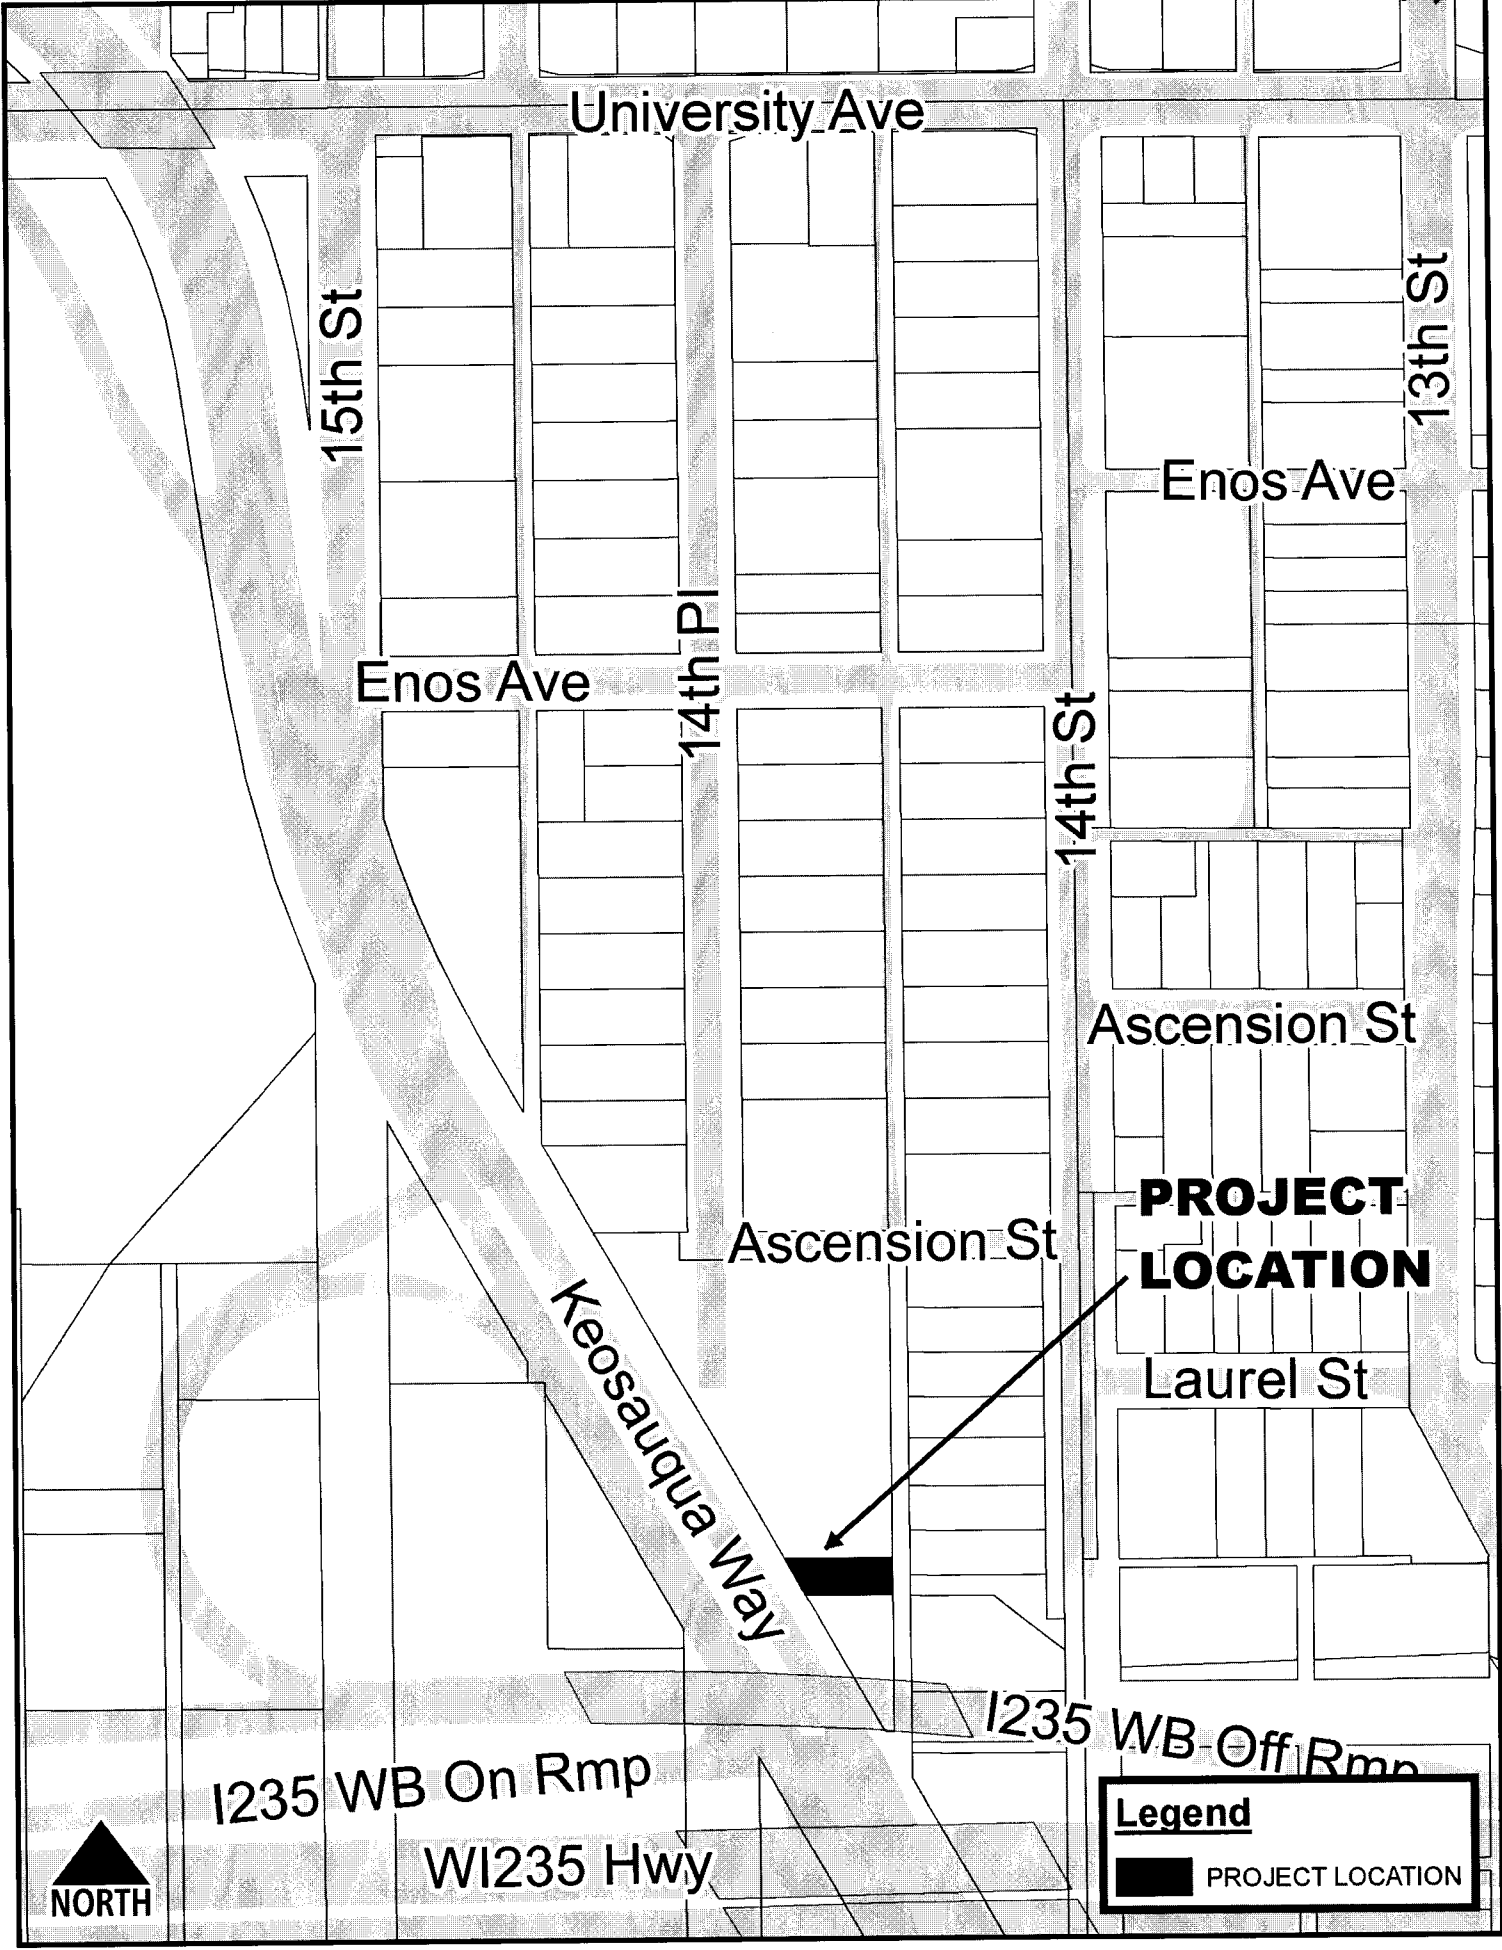 University Ave
15th St
13th St
Enos Ave
14th Pl
Enos Ave
14th St
Ascension St
PROJECT
LOCATION
Ascension St
Keosauqua Way
Laurel St
I235 WB Off Rmp
I235 WB On Rmp
WI235 Hwy
NORTH
Legend
PROJECT LOCATION